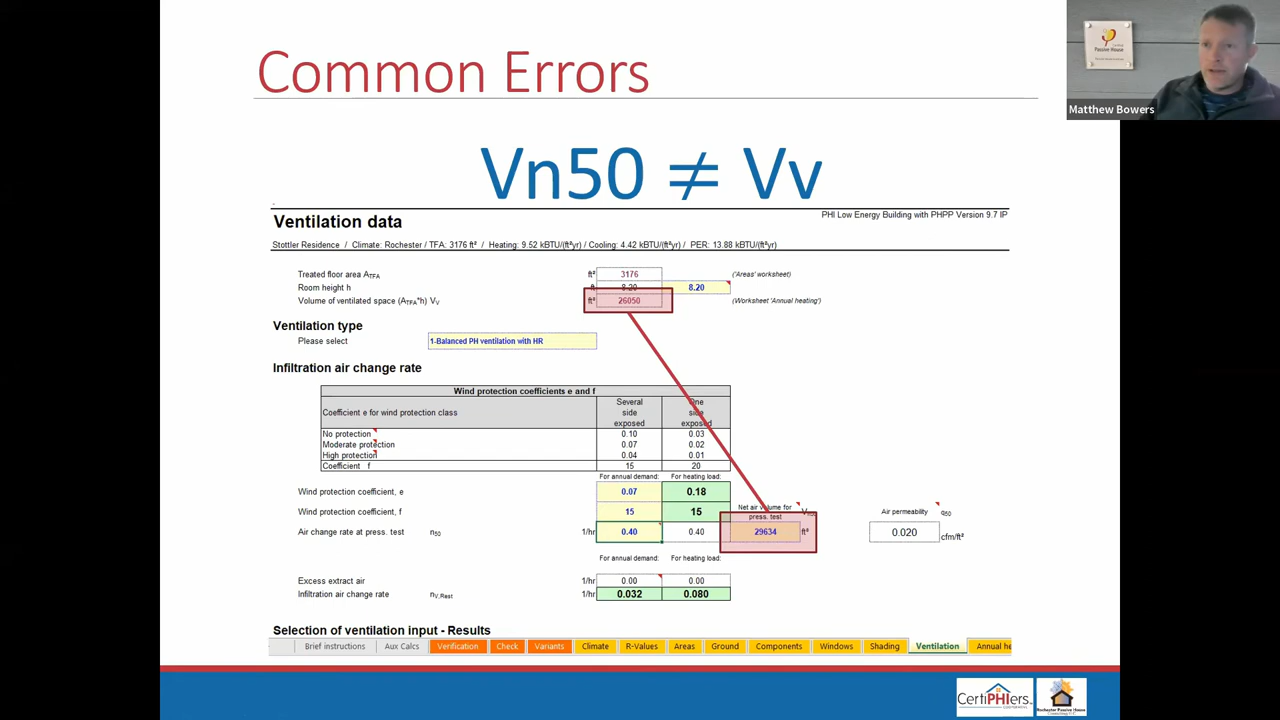 Common Errors
Matthew Bowers
Vn50 ≠ Vv
Ventilation data
PHI Low Energy Building with PHPP Version 9.7 IP
Stottler Residence / Climate: Rochester / TFA: 3176 ft² / Heating: 9.52 kBTU/(ft²yr) / Cooling: 4.42 kBTU/(ft²yr) / PER: 13.88 kBTU/(ft²yr)
Treated floor area ATFA ft² 3176 ('Areas' worksheet)
Room height h ft 8.20 8.20
Volume of ventilated space (ATFA*h) VV ft³ 26050 (Worksheet 'Annual heating')
Ventilation type
Please select 1-Balanced PH ventilation with HR
Infiltration air change rate
Wind protection coefficients e and f
Coefficient e for wind protection class Several side exposed One side exposed
No protection 0.10 0.03
Moderate protection 0.07 0.02
High protection 0.04 0.01
Coefficient f 15 20
For annual demand: For heating load:
Wind protection coefficient, e 0.07 0.18
Wind protection coefficient, f 15 15 Net air volume for press. test Vn50 Air permeability q50
Air change rate at press. test n50 1/hr 0.40 0.40 29634 ft³ 0.020 cfm/ft²
For annual demand: For heating load:
Excess extract air 1/hr 0.00 0.00
Infiltration air change rate nV,Rest 1/hr 0.032 0.080
Selection of ventilation input - Results
Brief instructions Aux Calcs Verification Check Variants Climate R-Values Areas Ground Components Windows Shading Ventilation Annual he
CertiPHIers
Rochester Passive House